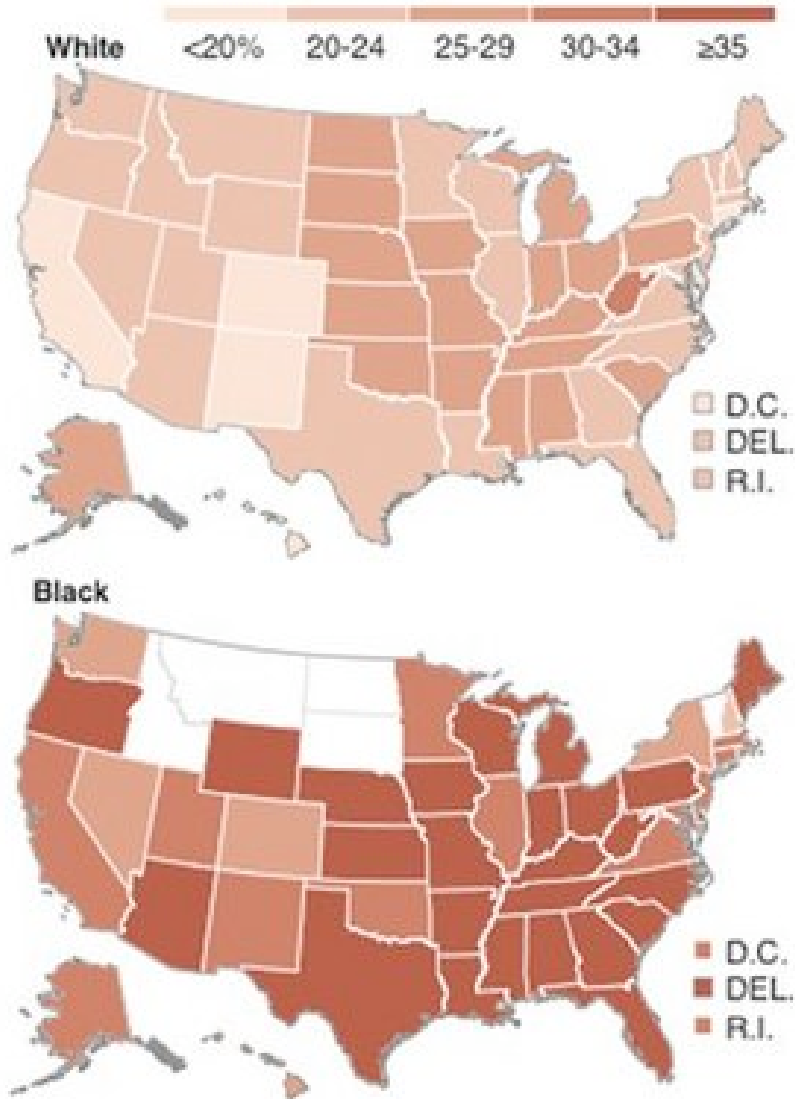 White <20% 20-24 25-29 30-34 ≥35
D.C.
DEL.
R.I.
Black
D.C.
DEL.
R.I.